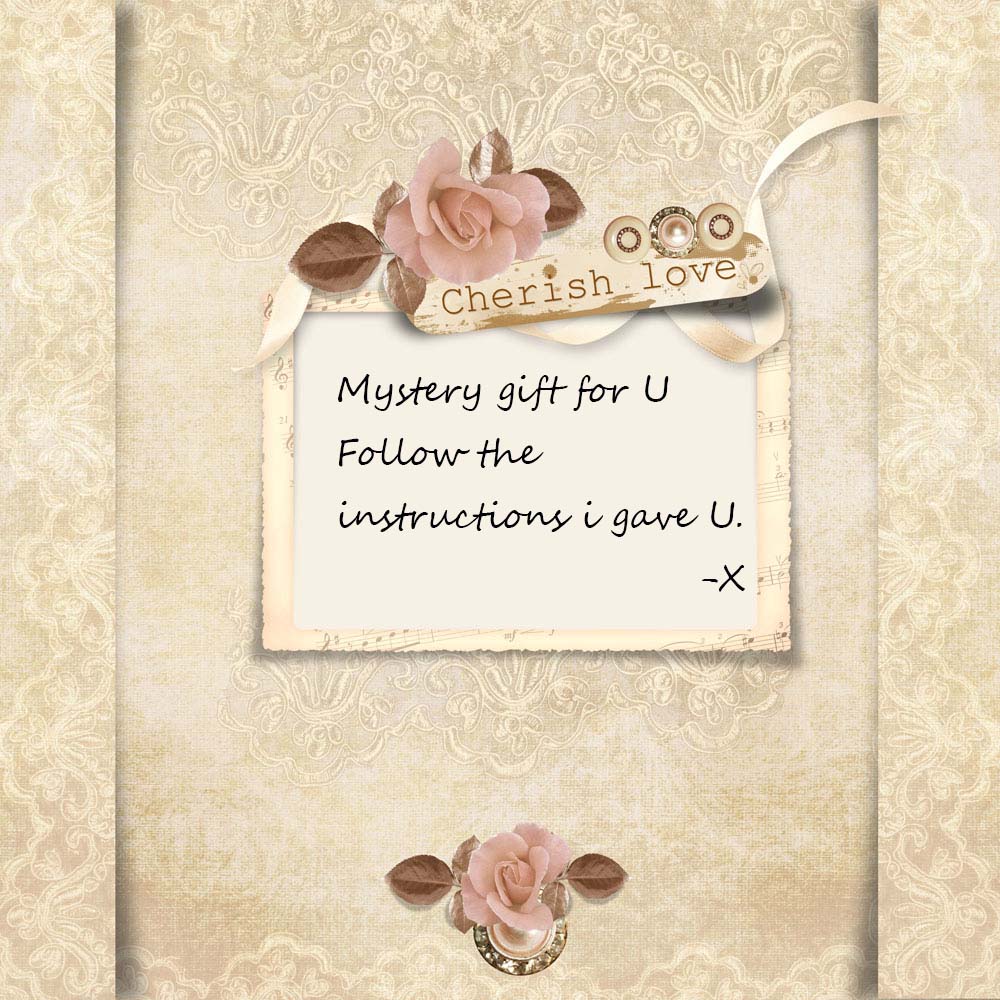 Cherish love
Mystery gift for U
Follow the
instructions i gave U.
-X